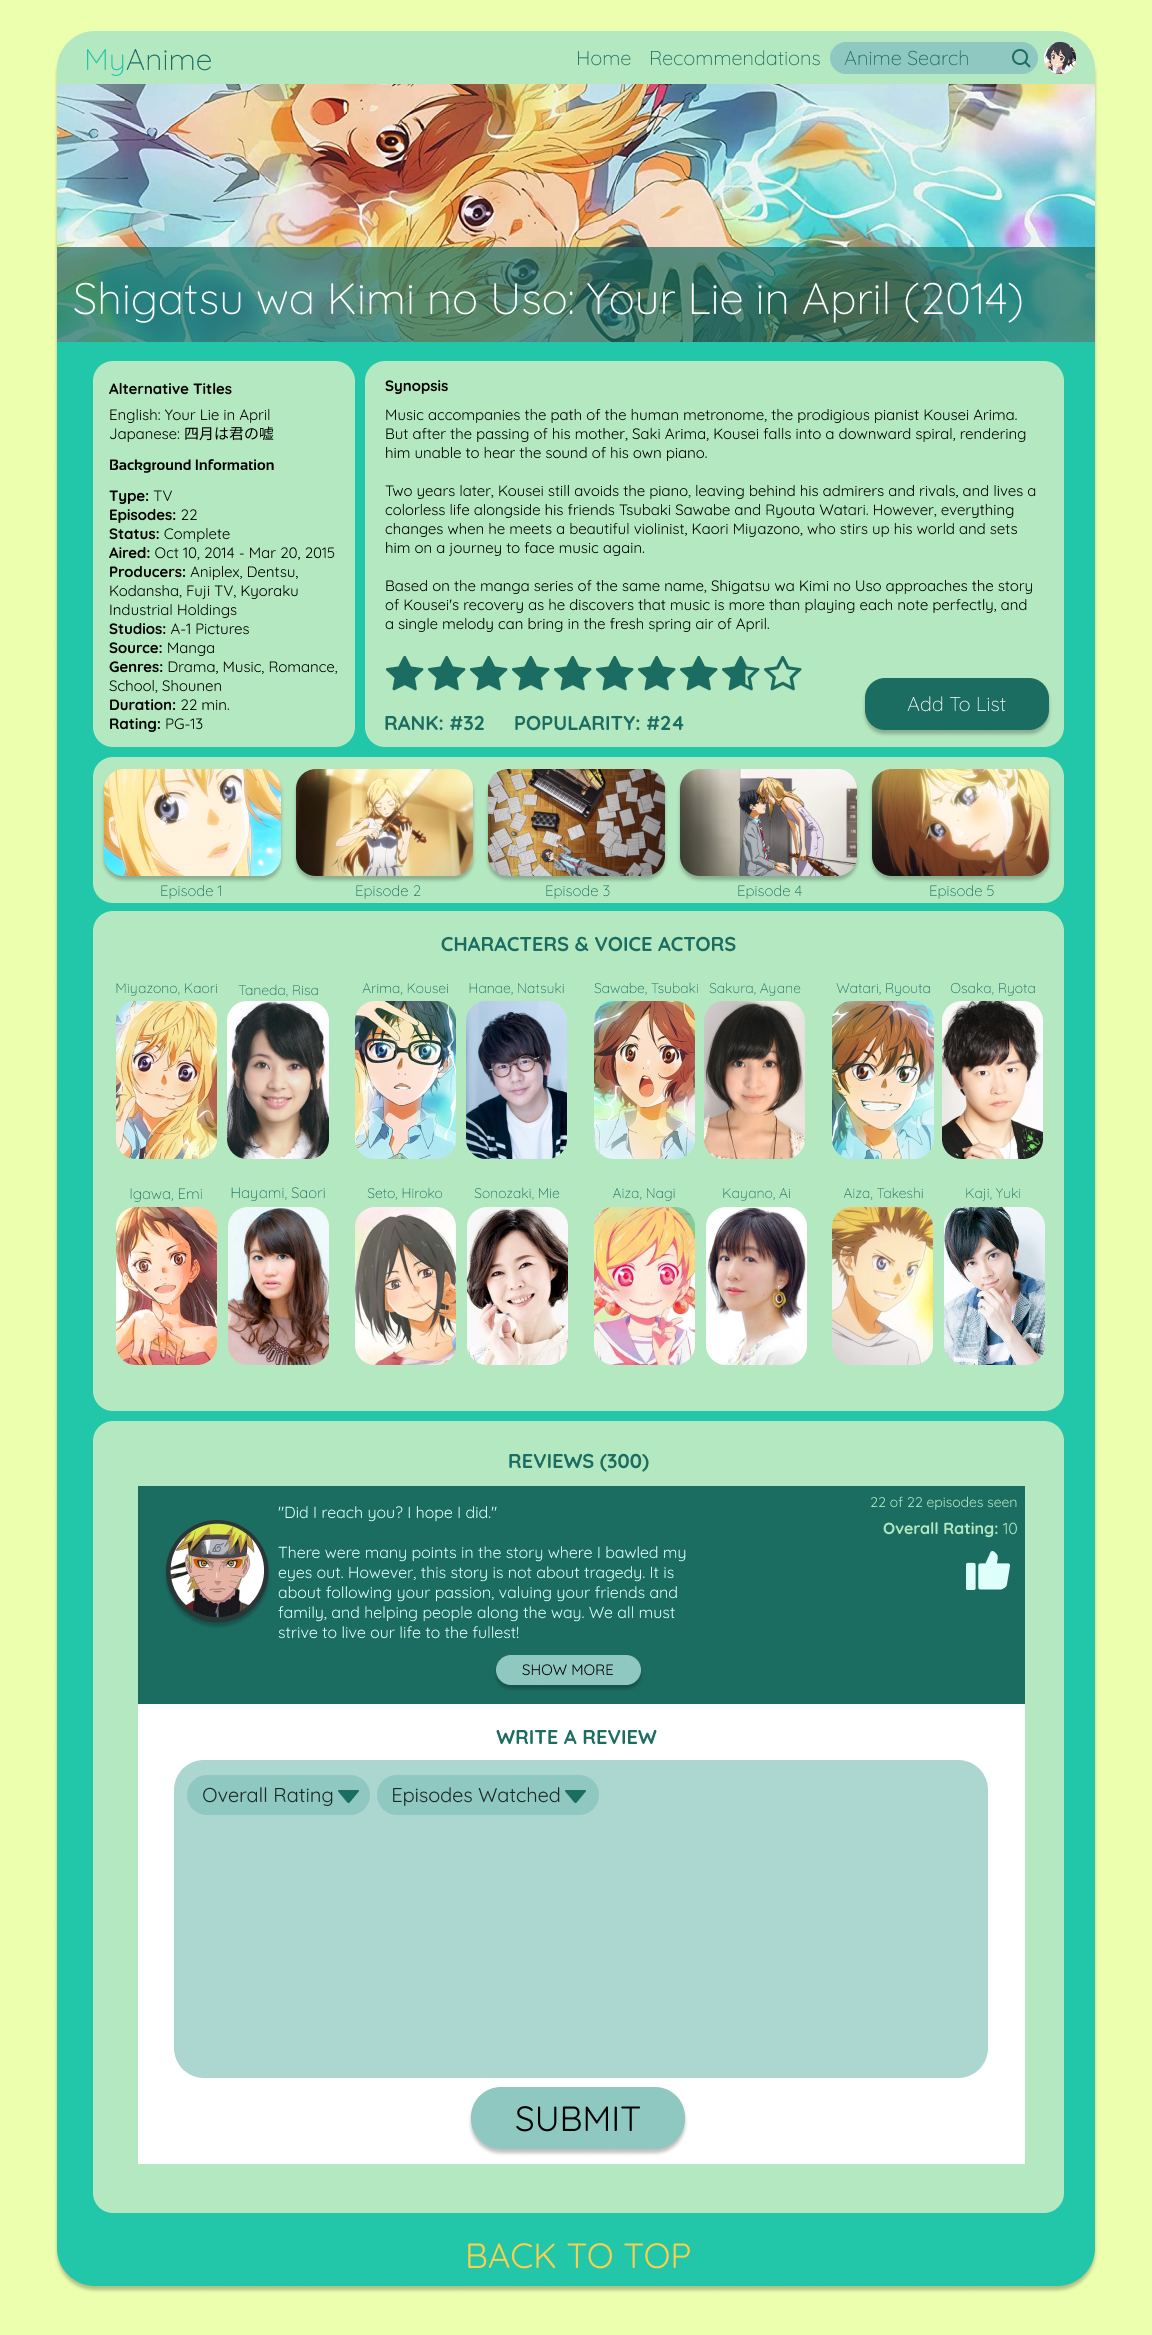 MyAnime
Home Recommendations Anime Search
Shigatsu wa Kimi no Uso: Your Lie in April (2014)
Alternative Titles
English: Your Lie in April
Japanese: 四月は君の嘘
Background Information
Type: TV
Episodes: 22
Status: Complete
Aired: Oct 10, 2014 - Mar 20, 2015
Producers: Aniplex, Dentsu,
Kodansha, Fuji TV, Kyoraku
Industrial Holdings
Studios: A-1 Pictures
Source: Manga
Genres: Drama, Music, Romance,
School, Shounen
Duration: 22 min.
Rating: PG-13
Synopsis
Music accompanies the path of the human metronome, the prodigious pianist Kousei Arima.
But after the passing of his mother, Saki Arima, Kousei falls into a downward spiral, rendering
him unable to hear the sound of his own piano.
Two years later, Kousei still avoids the piano, leaving behind his admirers and rivals, and lives a
colorless life alongside his friends Tsubaki Sawabe and Ryouta Watari. However, everything
changes when he meets a beautiful violinist, Kaori Miyazono, who stirs up his world and sets
him on a journey to face music again.
Based on the manga series of the same name, Shigatsu wa Kimi no Uso approaches the story
of Kousei's recovery as he discovers that music is more than playing each note perfectly, and
a single melody can bring in the fresh spring air of April.
RANK: #32 POPULARITY: #24
Add To List
Episode 1 Episode 2 Episode 3 Episode 4 Episode 5
CHARACTERS & VOICE ACTORS
Miyazono, Kaori Taneda, Risa Arima, Kousei Hanae, Natsuki Sawabe, Tsubaki Sakura, Ayane Watari, Ryouta Osaka, Ryota
Igawa, Emi Hayami, Saori Seto, Hiroko Sonozaki, Mie Aiza, Nagi Kayano, Ai Aiza, Takeshi Kaji, Yuki
REVIEWS (300)
"Did I reach you? I hope I did."
There were many points in the story where I bawled my
eyes out. However, this story is not about tragedy. It is
about following your passion, valuing your friends and
family, and helping people along the way. We all must
strive to live our life to the fullest!
22 of 22 episodes seen
Overall Rating: 10
SHOW MORE
WRITE A REVIEW
Overall Rating Episodes Watched
SUBMIT
BACK TO TOP